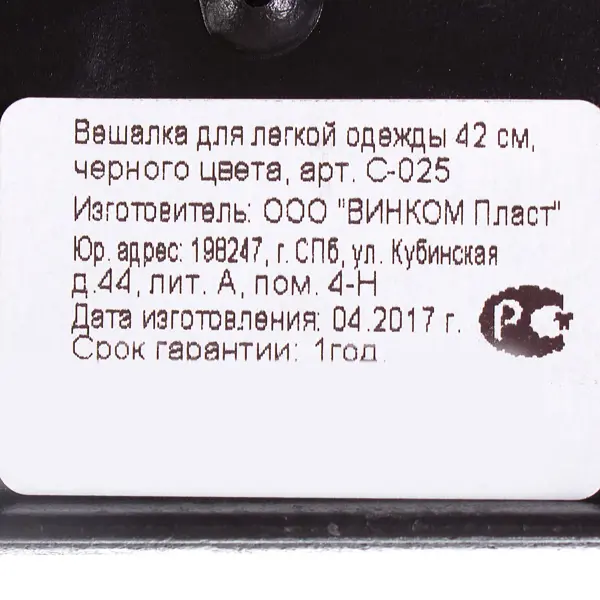 Вешалка для легкой одежды 42 см,
черного цвета, арт. С-025
Изготовитель: ООО "ВИНКОМ Пласт"
Юр. адрес: 198247, г. СПб, ул. Кубинская
д.44, лит. А, пом. 4-Н
Дата изготовления: 04.2017 г.
Срок гарантии: 1год
РСт